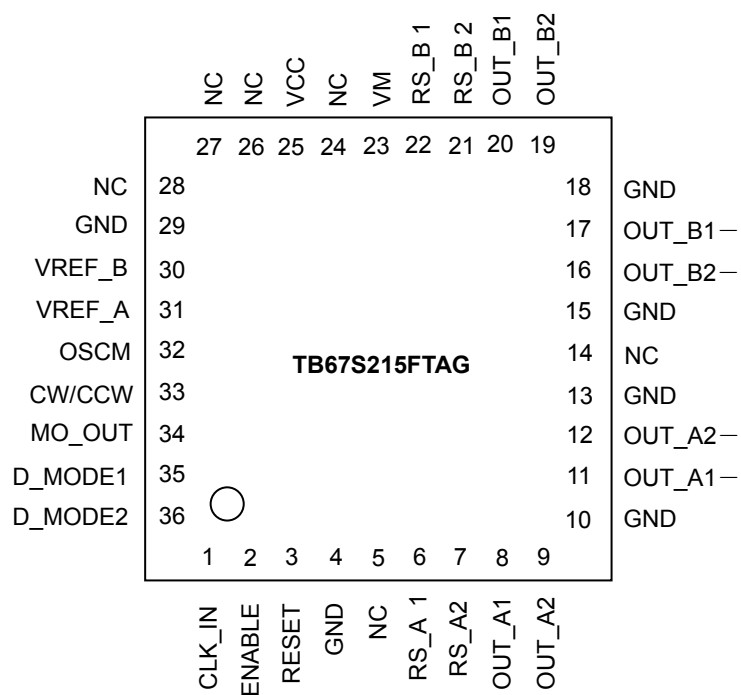 NC
NC
VCC
NC
VM
RS_B 1
RS_B 2
OUT_B1
OUT_B2
27 26 25 24 23 22 21 20 19
NC 28
GND 29
VREF_B 30
VREF_A 31
OSCM 32
CW/CCW 33
MO_OUT 34
D_MODE1 35
D_MODE2 36
TB67S215FTAG
18 GND
17 OUT_B1—
16 OUT_B2—
15 GND
14 NC
13 GND
12 OUT_A2—
11 OUT_A1—
10 GND
1 2 3 4 5 6 7 8 9
CLK_IN
ENABLE
RESET
GND
NC
RS_A 1
RS_A2
OUT_A1
OUT_A2